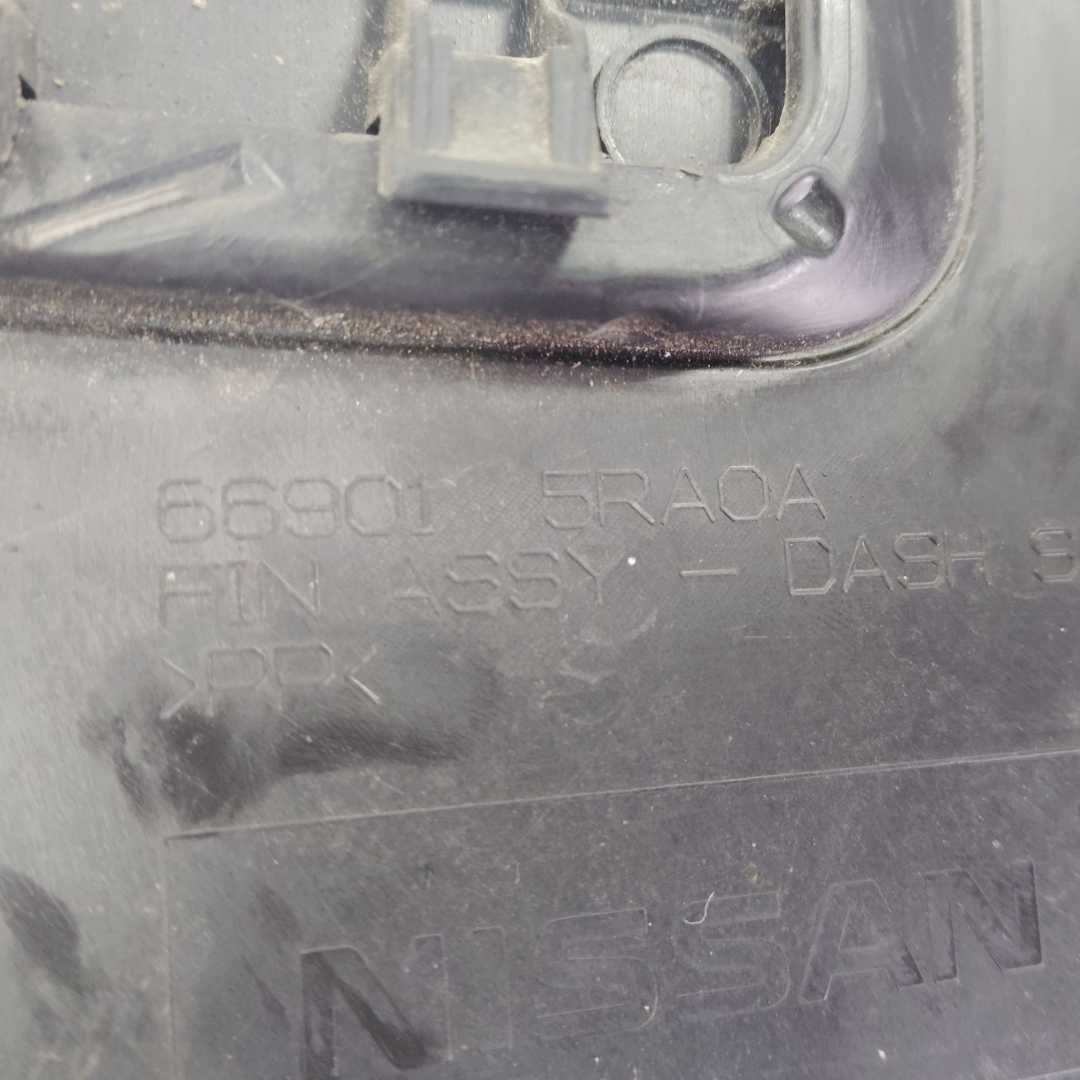 66901 5RA0A
FIN ASSY - DASH S
>PP<
NISSAN